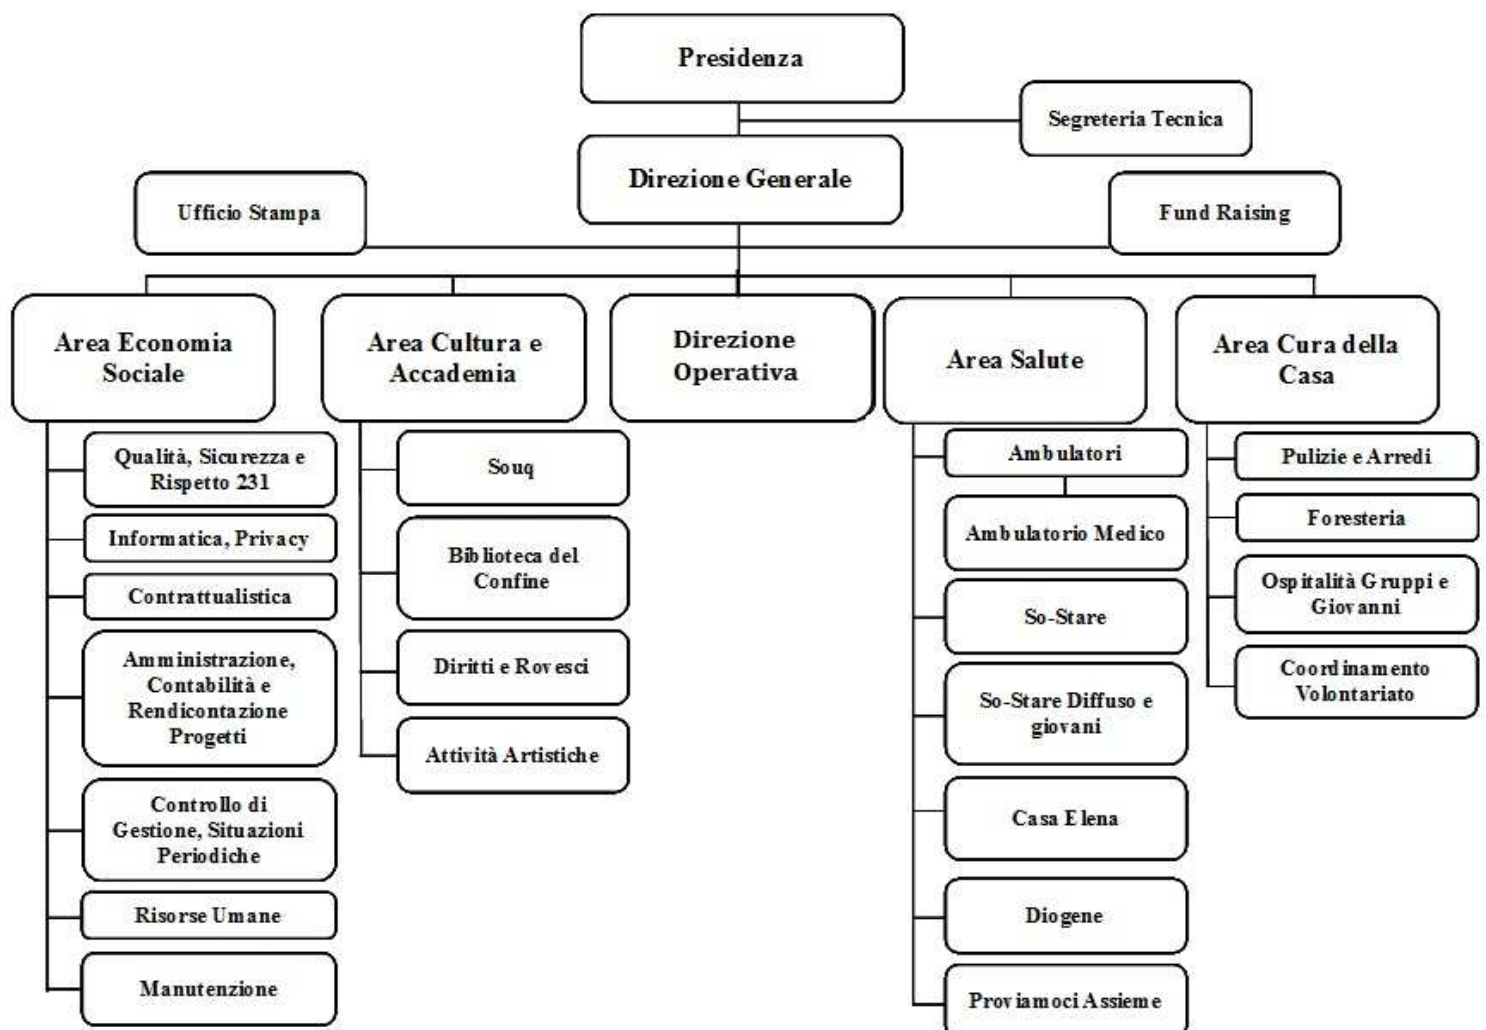 Presidenza
Segreteria Tecnica
Direzione Generale
Ufficio Stampa
Fund Raising
Area Economia
Sociale
Qualità, Sicurezza e
Rispetto 231
Informatica, Privacy
Contrattualistica
Amministrazione,
Contabilità e
Rendicontazione
Progetti
Controllo di
Gestione, Situazioni
Periodiche
Risorse Umane
Manutenzione
Area Cultura e
Accademia
Souq
Biblioteca del
Confine
Diritti e Rovesci
Attività Artistiche
Direzione
Operativa
Area Salute
Ambulatori
Ambulatorio Medico
So-Stare
So-Stare Diffuso e
giovani
Casa Elena
Diogene
Proviamoci Assieme
Area Cura della
Casa
Pulizie e Arredi
Foresteria
Ospitalità Gruppi e
Giovanni
Coordinamento
Volontariato